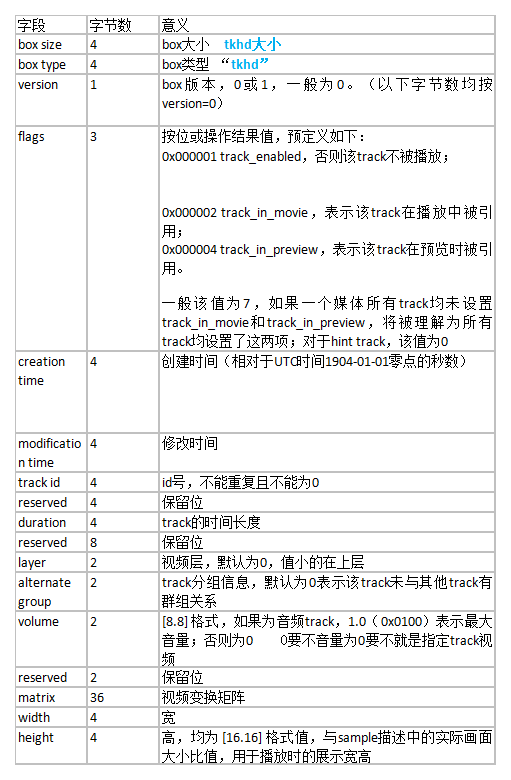 字段 字节数 意义
box size 4 box大小 tkhd大小
box type 4 box类型 “tkhd”
version 1 box版本，0或1，一般为0。（以下字节数均按
version=0）
flags 3 按位或操作结果值，预定义如下：
0x000001 track_enabled，否则该track不被播放；
0x000002 track_in_movie，表示该track在播放中被引
用；
0x000004 track_in_preview，表示该track在预览时被引
用。
一般该值为7，如果一个媒体所有track均未设置
track_in_movie和track_in_preview，将被理解为所有
track均设置了这两项；对于hint track，该值为0
creation 4 创建时间（相对于UTC时间1904-01-01零点的秒数）
time
modificatio 4 修改时间
n time
track id 4 id号，不能重复且不能为0
reserved 4 保留位
duration 4 track的时间长度
reserved 8 保留位
layer 2 视频层，默认为0，值小的在上层
alternate 2 track分组信息，默认为0表示该track未与其他track有
group 群组关系
volume 2 [8.8] 格式，如果为音频track，1.0（0x0100）表示最大
音量；否则为0 0要不音量为0要不就是指定track视
频
reserved 2 保留位
matrix 36 视频变换矩阵
width 4 宽
height 4 高，均为 [16.16] 格式值，与sample描述中的实际画面
大小比值，用于播放时的展示宽高